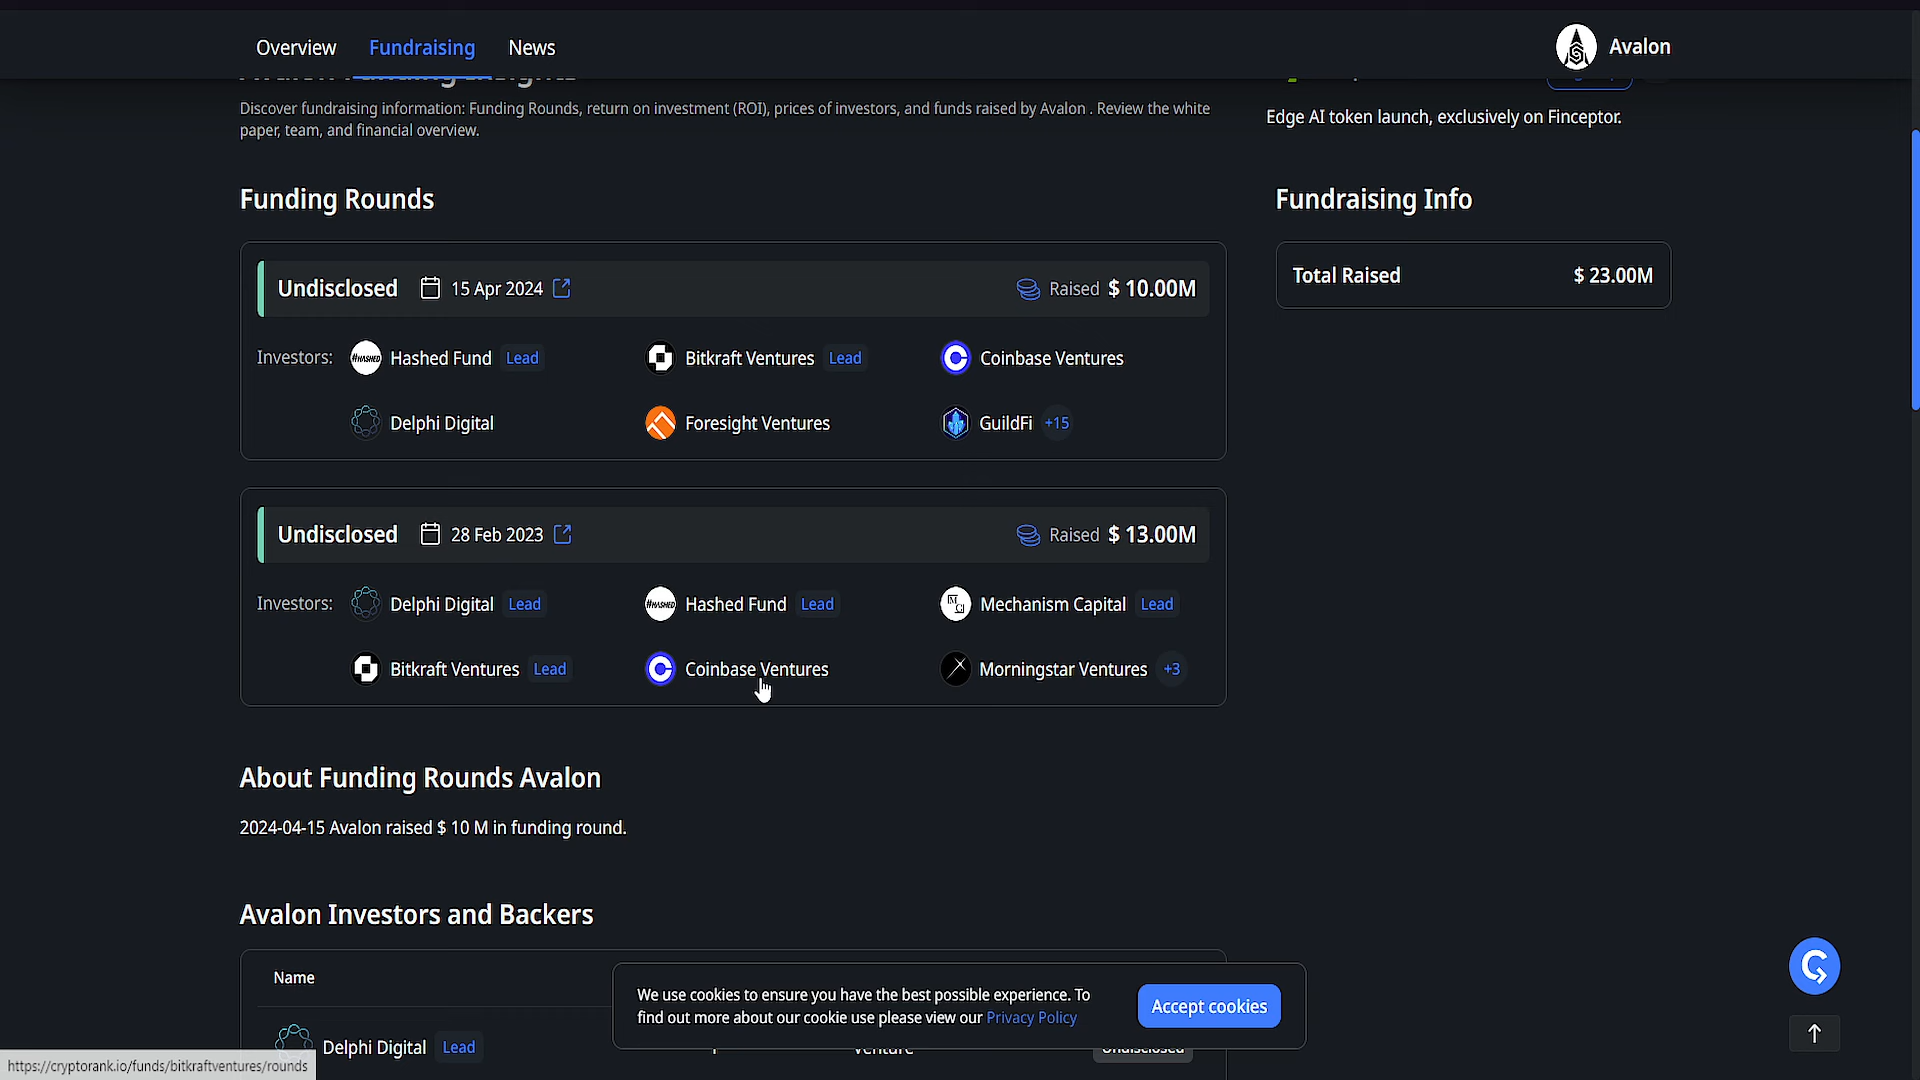 Overview Fundraising News Avalon
Discover fundraising information: Funding Rounds, return on investment (ROI), prices of investors, and funds raised by Avalon . Review the white
paper, team, and financial overview.
Edge AI token launch, exclusively on Finceptor.
Funding Rounds
Fundraising Info
Undisclosed 15 Apr 2024 Raised $ 10.00M
Total Raised $ 23.00M
Investors: #HASHED Hashed Fund Lead Bitkraft Ventures Lead Coinbase Ventures
Delphi Digital Foresight Ventures GuildFi +15
Undisclosed 28 Feb 2023 Raised $ 13.00M
Investors: Delphi Digital Lead #HASHED Hashed Fund Lead Mechanism Capital Lead
Bitkraft Ventures Lead Coinbase Ventures Morningstar Ventures +3
About Funding Rounds Avalon
2024-04-15 Avalon raised $ 10 M in funding round.
Avalon Investors and Backers
Name
We use cookies to ensure you have the best possible experience. To
find out more about our cookie use please view our Privacy Policy
Accept cookies
Delphi Digital Lead
https://cryptorank.io/funds/bitkraftventures/rounds